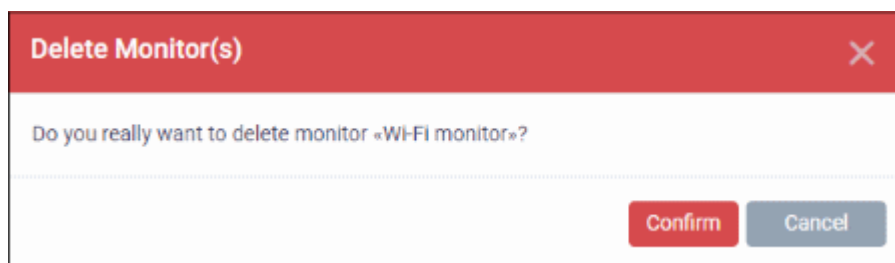 Delete Monitor(s)
Do you really want to delete monitor «Wi-Fi monitor»?
Confirm Cancel